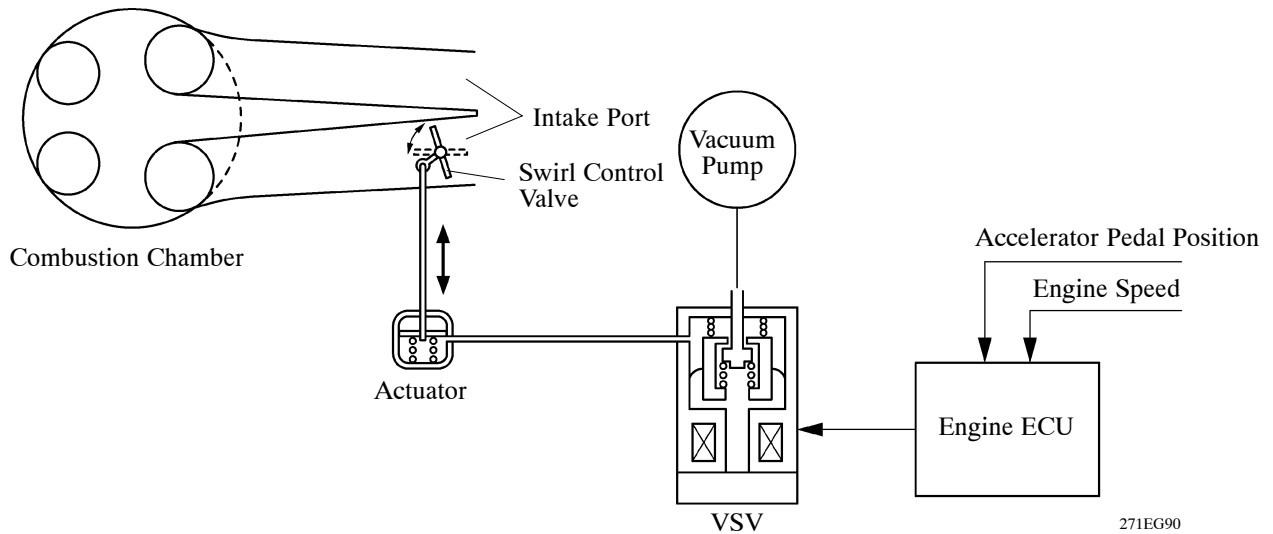 Intake Port
Vacuum
Pump
Swirl Control
Valve
Combustion Chamber
Accelerator Pedal Position
Engine Speed
Actuator
Engine ECU
VSV
271EG90